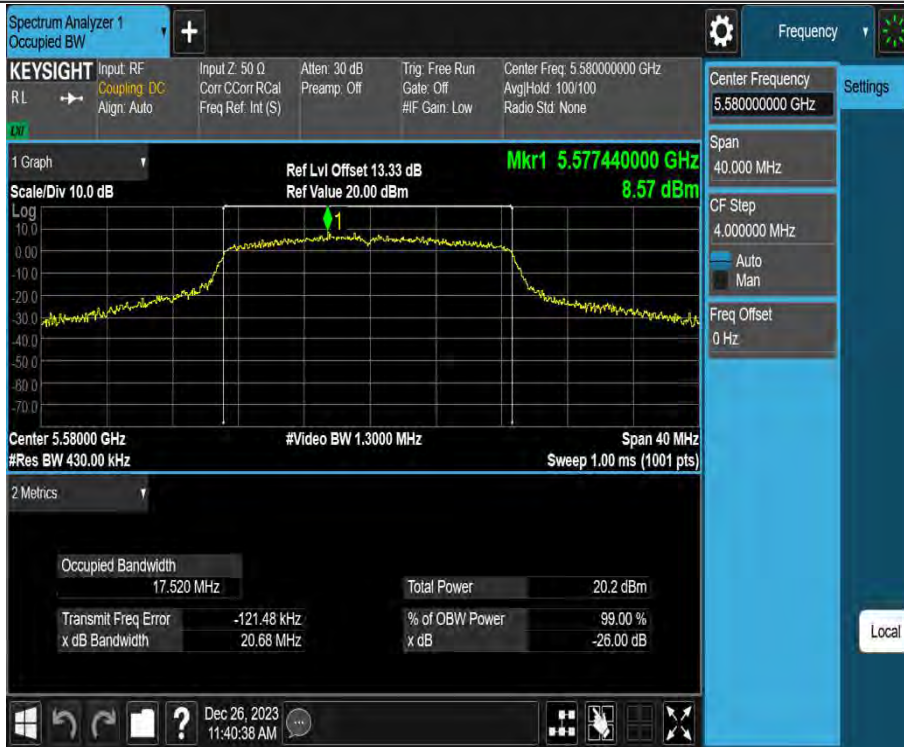 Spectrum Analyzer 1
Occupied BW
+
Frequency
KEYSIGHT
R L
LXI
Input: RF
Coupling: DC
Align: Auto
Input Z: 50 Ω
Corr CCorr RCal
Freq Ref: Int (S)
Atten: 30 dB
Preamp: Off
Trig: Free Run
Gate: Off
#IF Gain: Low
Center Freq: 5.580000000 GHz
Avg|Hold: 100/100
Radio Std: None
Center Frequency
5.580000000 GHz
Settings
Span
40.000 MHz
CF Step
4.000000 MHz
Auto
Man
Freq Offset
0 Hz
Local
1 Graph
Scale/Div 10.0 dB
Ref Lvl Offset 13.33 dB
Ref Value 20.00 dBm
Mkr1 5.577440000 GHz
8.57 dBm
Log
1
10.0
0.00
-10.0
-20.0
-30.0
-40.0
-50.0
-60.0
-70.0
Center 5.58000 GHz
#Res BW 430.00 kHz
#Video BW 1.3000 MHz
Span 40 MHz
Sweep 1.00 ms (1001 pts)
2 Metrics
Occupied Bandwidth
17.520 MHz
Total Power 20.2 dBm
Transmit Freq Error -121.48 kHz
% of OBW Power 99.00 %
x dB Bandwidth 20.68 MHz
x dB -26.00 dB
?
Dec 26, 2023
11:40:38 AM